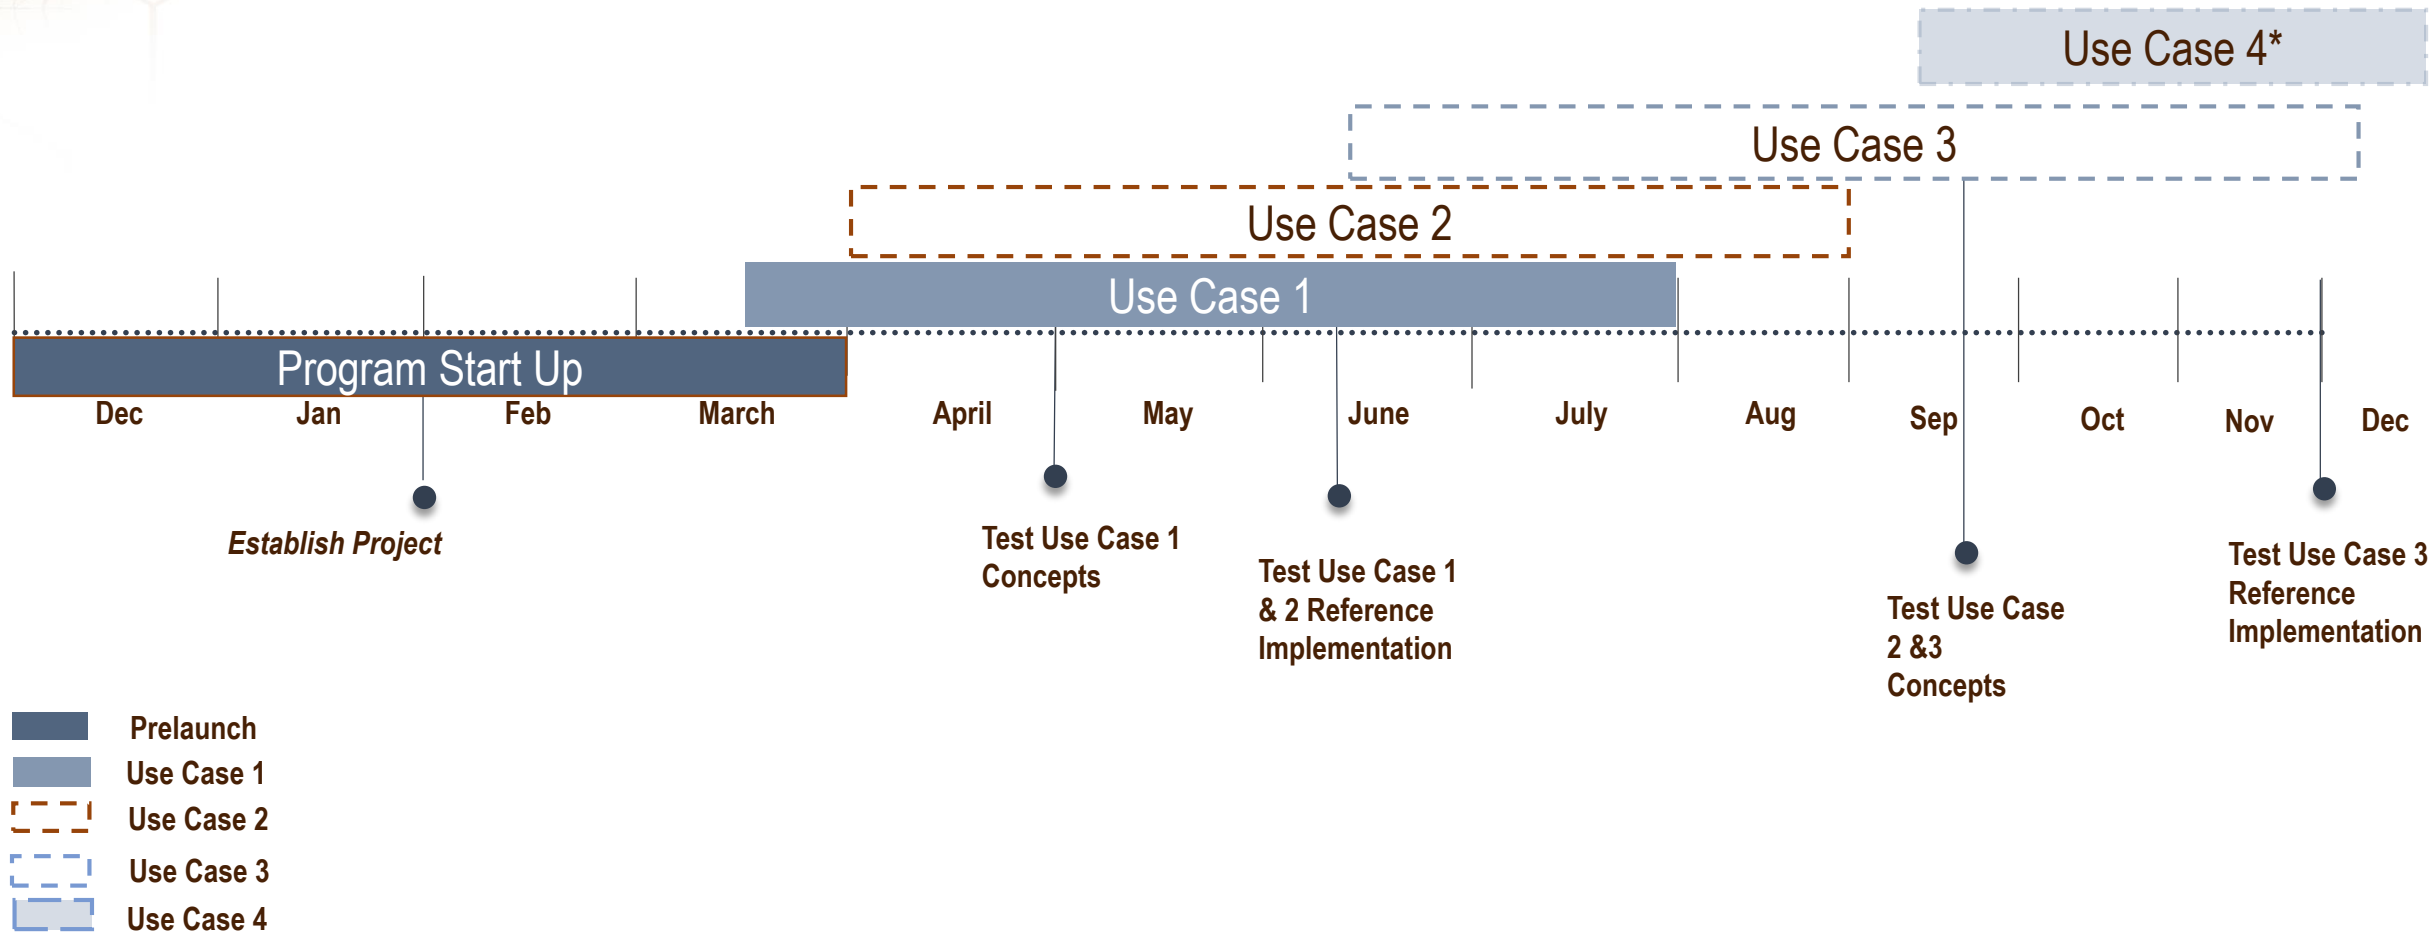 Use Case 4*
Use Case 3
Use Case 2
Use Case 1
Program Start Up
Dec Jan Feb March April May June July Aug Sep Oct Nov Dec
Establish Project
Test Use Case 1
Concepts
Test Use Case 1
& 2 Reference
Implementation
Test Use Case
2 &3
Concepts
Test Use Case 3
Reference
Implementation
Prelaunch
Use Case 1
Use Case 2
Use Case 3
Use Case 4